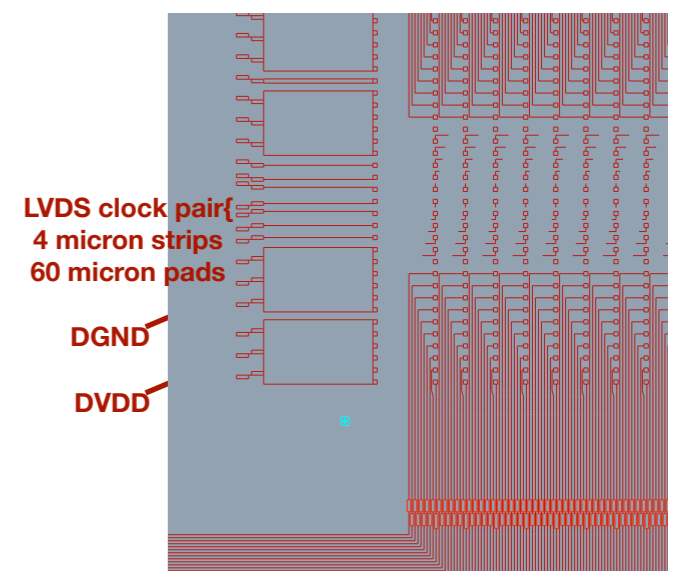 LVDS clock pair{
4 micron strips
60 micron pads
DGND
DVDD